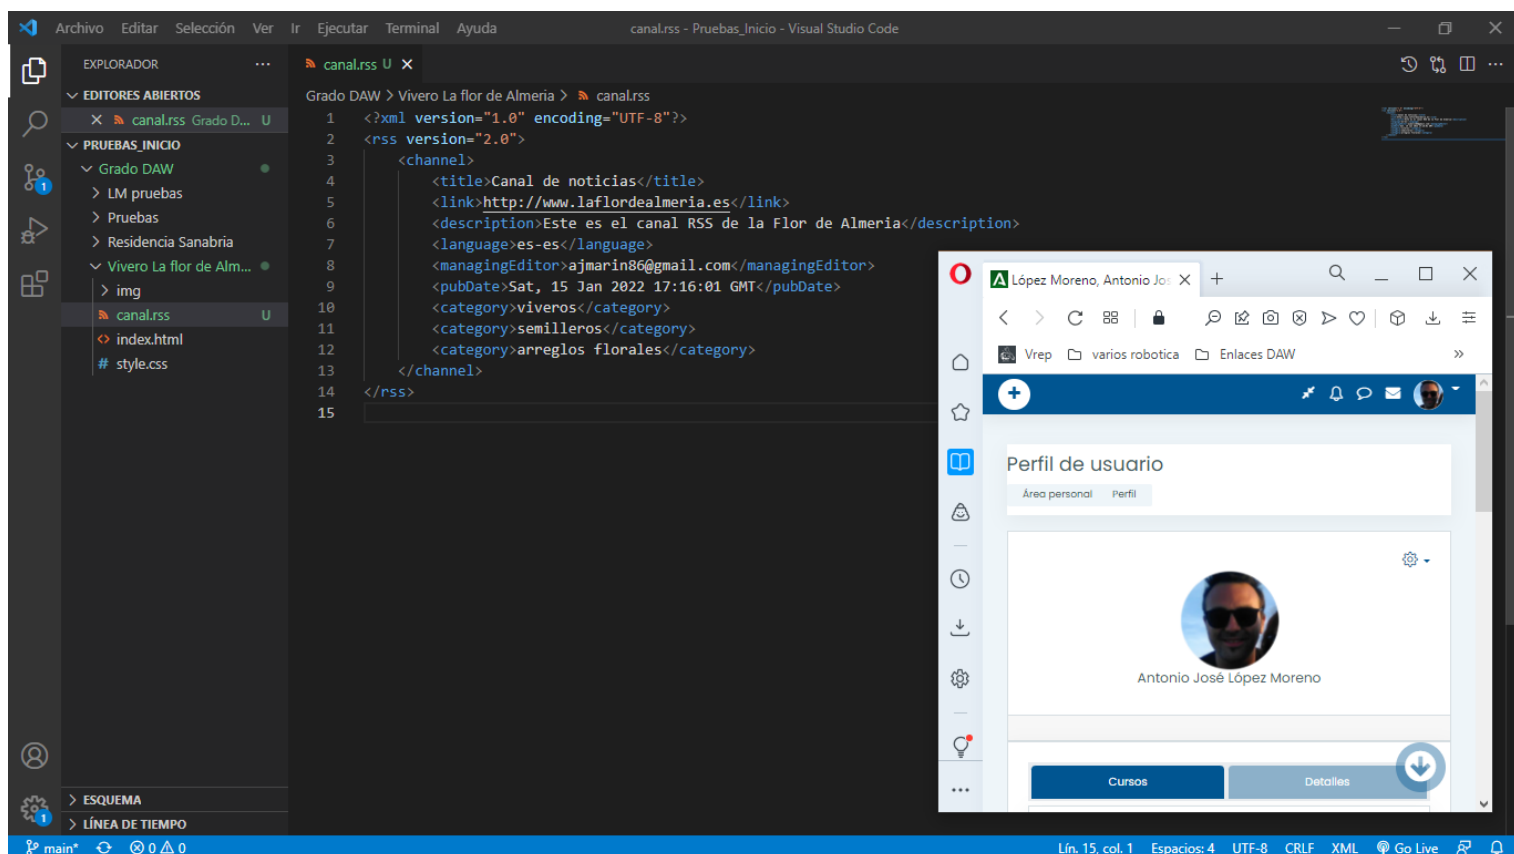 Archivo Editar Selección Ver Ir Ejecutar Terminal Ayuda canal.rss - Pruebas_Inicio - Visual Studio Code
EXPLORADOR
EDITORES ABIERTOS
canal.rss Grado D... U
PRUEBAS_INICIO
Grado DAW
LM pruebas
Pruebas
Residencia Sanabria
Vivero La flor de Alm...
img
canal.rss U
index.html
style.css
ESQUEMA
LÍNEA DE TIEMPO
canal.rss U
Grado DAW > Vivero La flor de Almeria > canal.rss
1 <?xml version="1.0" encoding="UTF-8"?>
2 <rss version="2.0">
3 <channel>
4 <title>Canal de noticias</title>
5 <link>http://www.laflordealmeria.es</link>
6 <description>Este es el canal RSS de la Flor de Almeria</description>
7 <language>es-es</language>
8 <managingEditor>ajmarin86@gmail.com</managingEditor>
9 <pubDate>Sat, 15 Jan 2022 17:16:01 GMT</pubDate>
10 <category>viveros</category>
11 <category>semilleros</category>
12 <category>arreglos florales</category>
13 </channel>
14 </rss>
15
López Moreno, Antonio Jos
Vrep varios robotica Enlaces DAW
Perfil de usuario
Área personal Perfil
Antonio José López Moreno
Cursos Detalles
main* 0 0 Lín. 15, col. 1 Espacios: 4 UTF-8 CRLF XML Go Live